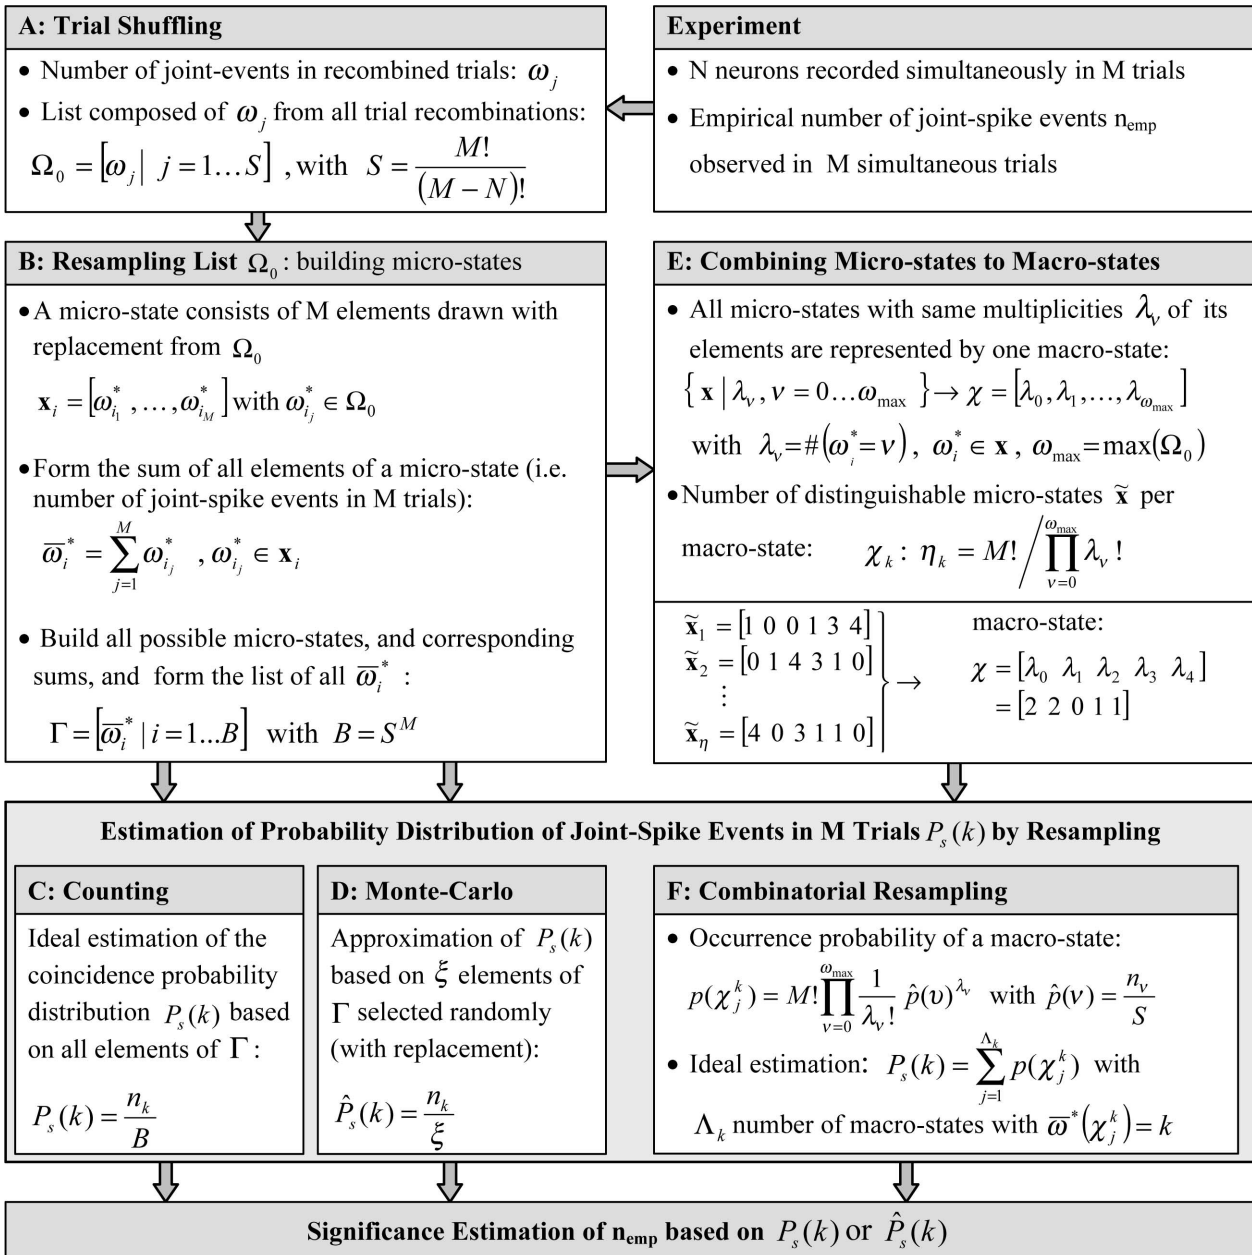 A: Trial Shuffling
• Number of joint-events in recombined trials: ω_j
• List composed of ω_j from all trial recombinations:
Ω_0 = [ω_j | j = 1…S] , with S = M! / (M − N)!
Experiment
• N neurons recorded simultaneously in M trials
• Empirical number of joint-spike events n_emp
observed in M simultaneous trials
B: Resampling List Ω_0 : building micro-states
• A micro-state consists of M elements drawn with
replacement from Ω_0
x_i = [ω*_{i_1} , …, ω*_{i_M}] with ω*_{i_j} ∈ Ω_0
• Form the sum of all elements of a micro-state (i.e.
number of joint-spike events in M trials):
ω̅*_i = ∑_{j=1}^{M} ω*_{i_j} , ω*_{i_j} ∈ x_i
• Build all possible micro-states, and corresponding
sums, and form the list of all ω̅*_i :
Γ = [ω̅*_i | i = 1...B] with B = S^M
E: Combining Micro-states to Macro-states
• All micro-states with same multiplicities λ_ν of its
elements are represented by one macro-state:
{ x | λ_ν, ν = 0…ω_max } → χ = [λ_0, λ_1, …, λ_{ω_max}]
with λ_ν = #(ω*_i = ν) , ω*_i ∈ x , ω_max = max(Ω_0)
• Number of distinguishable micro-states x̃ per
macro-state: χ_k : η_k = M! / ∏_{ν=0}^{ω_max} λ_ν !
x̃_1 = [1 0 0 1 3 4]
x̃_2 = [0 1 4 3 1 0]
⋮
x̃_η = [4 0 3 1 1 0]
→
macro-state:
χ = [λ_0 λ_1 λ_2 λ_3 λ_4]
= [2 2 0 1 1]
Estimation of Probability Distribution of Joint-Spike Events in M Trials P_s(k) by Resampling
C: Counting
Ideal estimation of the
coincidence probability
distribution P_s(k) based
on all elements of Γ :
P_s(k) = n_k / B
D: Monte-Carlo
Approximation of P_s(k)
based on ξ elements of
Γ selected randomly
(with replacement):
P̂_s(k) = n_k / ξ
F: Combinatorial Resampling
• Occurrence probability of a macro-state:
p(χ_j^k) = M! ∏_{ν=0}^{ω_max} 1/λ_ν! p̂(υ)^{λ_ν} with p̂(ν) = n_ν / S
• Ideal estimation: P_s(k) = ∑_{j=1}^{Λ_k} p(χ_j^k) with
Λ_k number of macro-states with ω̅*(χ_j^k) = k
Significance Estimation of n_emp based on P_s(k) or P̂_s(k)